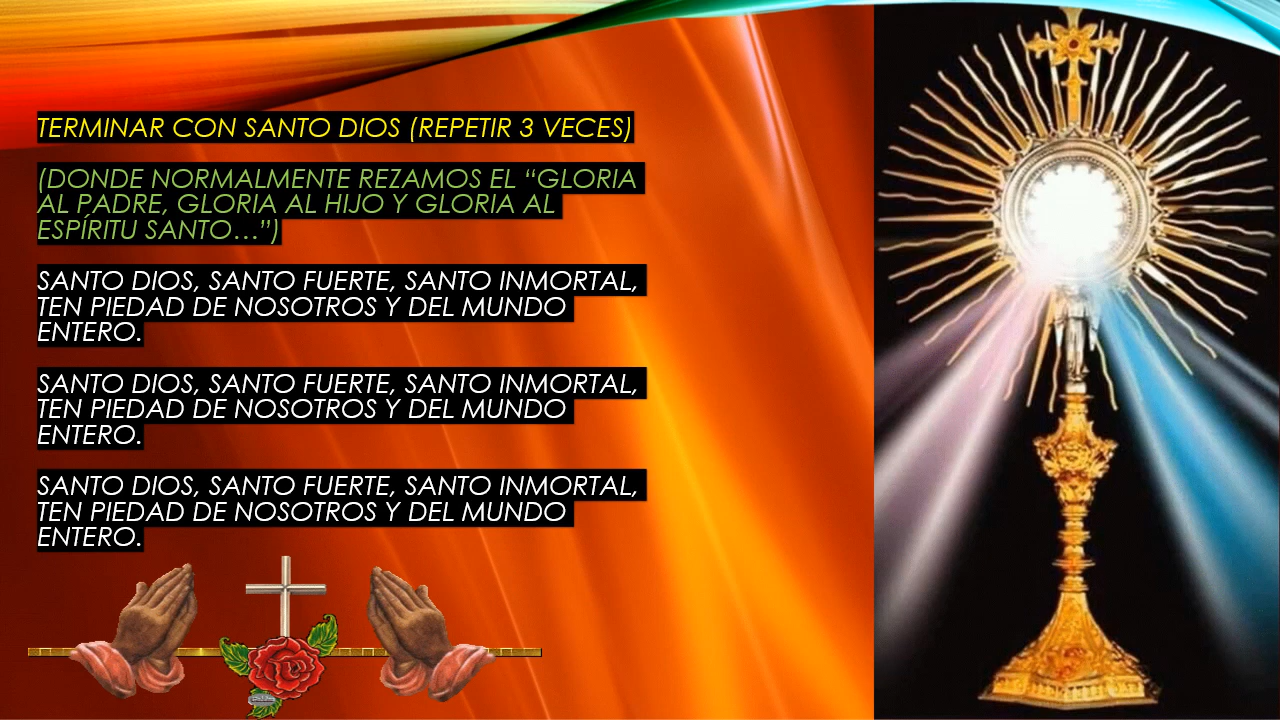 TERMINAR CON SANTO DIOS (REPETIR 3 VECES)
(DONDE NORMALMENTE REZAMOS EL “GLORIA
AL PADRE, GLORIA AL HIJO Y GLORIA AL
ESPÍRITU SANTO…”)
SANTO DIOS, SANTO FUERTE, SANTO INMORTAL,
TEN PIEDAD DE NOSOTROS Y DEL MUNDO
ENTERO.
SANTO DIOS, SANTO FUERTE, SANTO INMORTAL,
TEN PIEDAD DE NOSOTROS Y DEL MUNDO
ENTERO.
SANTO DIOS, SANTO FUERTE, SANTO INMORTAL,
TEN PIEDAD DE NOSOTROS Y DEL MUNDO
ENTERO.